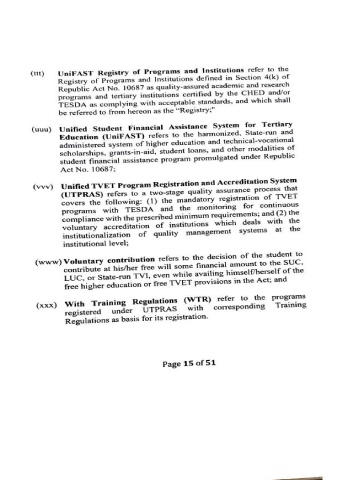 (ttt) UniFAST Registry of Programs and Institutions refer to the
Registry of Programs and Institutions defined in Section 4(k) of
Republic Act No. 10687 as quality-assured academic and research
programs and tertiary institutions certified by the CHED and/or
TESDA as complying with acceptable standards, and which shall
be referred to from hereon as the "Registry;"
(uuu) Unified Student Financial Assistance System for Tertiary
Education (UniFAST) refers to the harmonized, State-run and
administered system of higher education and technical-vocational
scholarships, grants-in-aid, student loans, and other modalities of
student financial assistance program promulgated under Republic
Act No. 10687;
(vvv) Unified TVET Program Registration and Accreditation System
(UTPRAS) refers to a two-stage quality assurance process that
covers the following: (1) the mandatory registration of TVET
programs with TESDA and the monitoring for continuous
compliance with the prescribed minimum requirements; and (2) the
voluntary accreditation of institutions which deals with the
institutionalization of quality management systems at the
institutional level;
(www) Voluntary contribution refers to the decision of the student to
contribute at his/her free will some financial amount to the SUC,
LUC, or State-run TVI, even while availing himself/herself of the
free higher education or free TVET provisions in the Act; and
(xxx) With Training Regulations (WTR) refer to the programs
registered under UTPRAS with corresponding Training
Regulations as basis for its registration.
Page 15 of 51